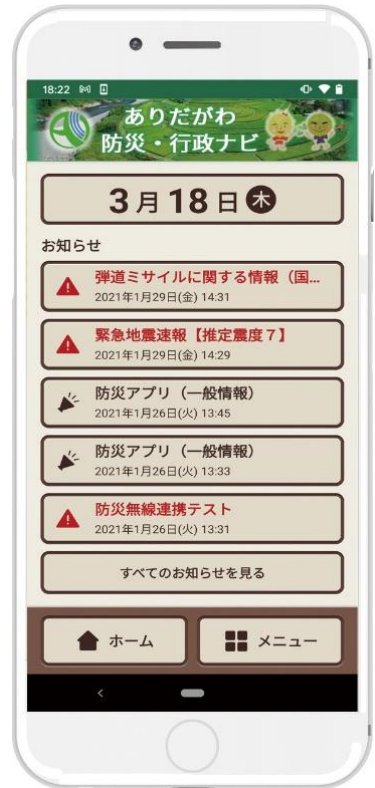 18:22
ありだがわ
防災・行政ナビ
3月18日 木
お知らせ
弾道ミサイルに関する情報（国...
2021年1月29日(金) 14:31
緊急地震速報【推定震度７】
2021年1月29日(金) 14:29
防災アプリ（一般情報）
2021年1月26日(火) 13:45
防災アプリ（一般情報）
2021年1月26日(火) 13:33
防災無線連携テスト
2021年1月26日(火) 13:31
すべてのお知らせを見る
ホーム
メニュー